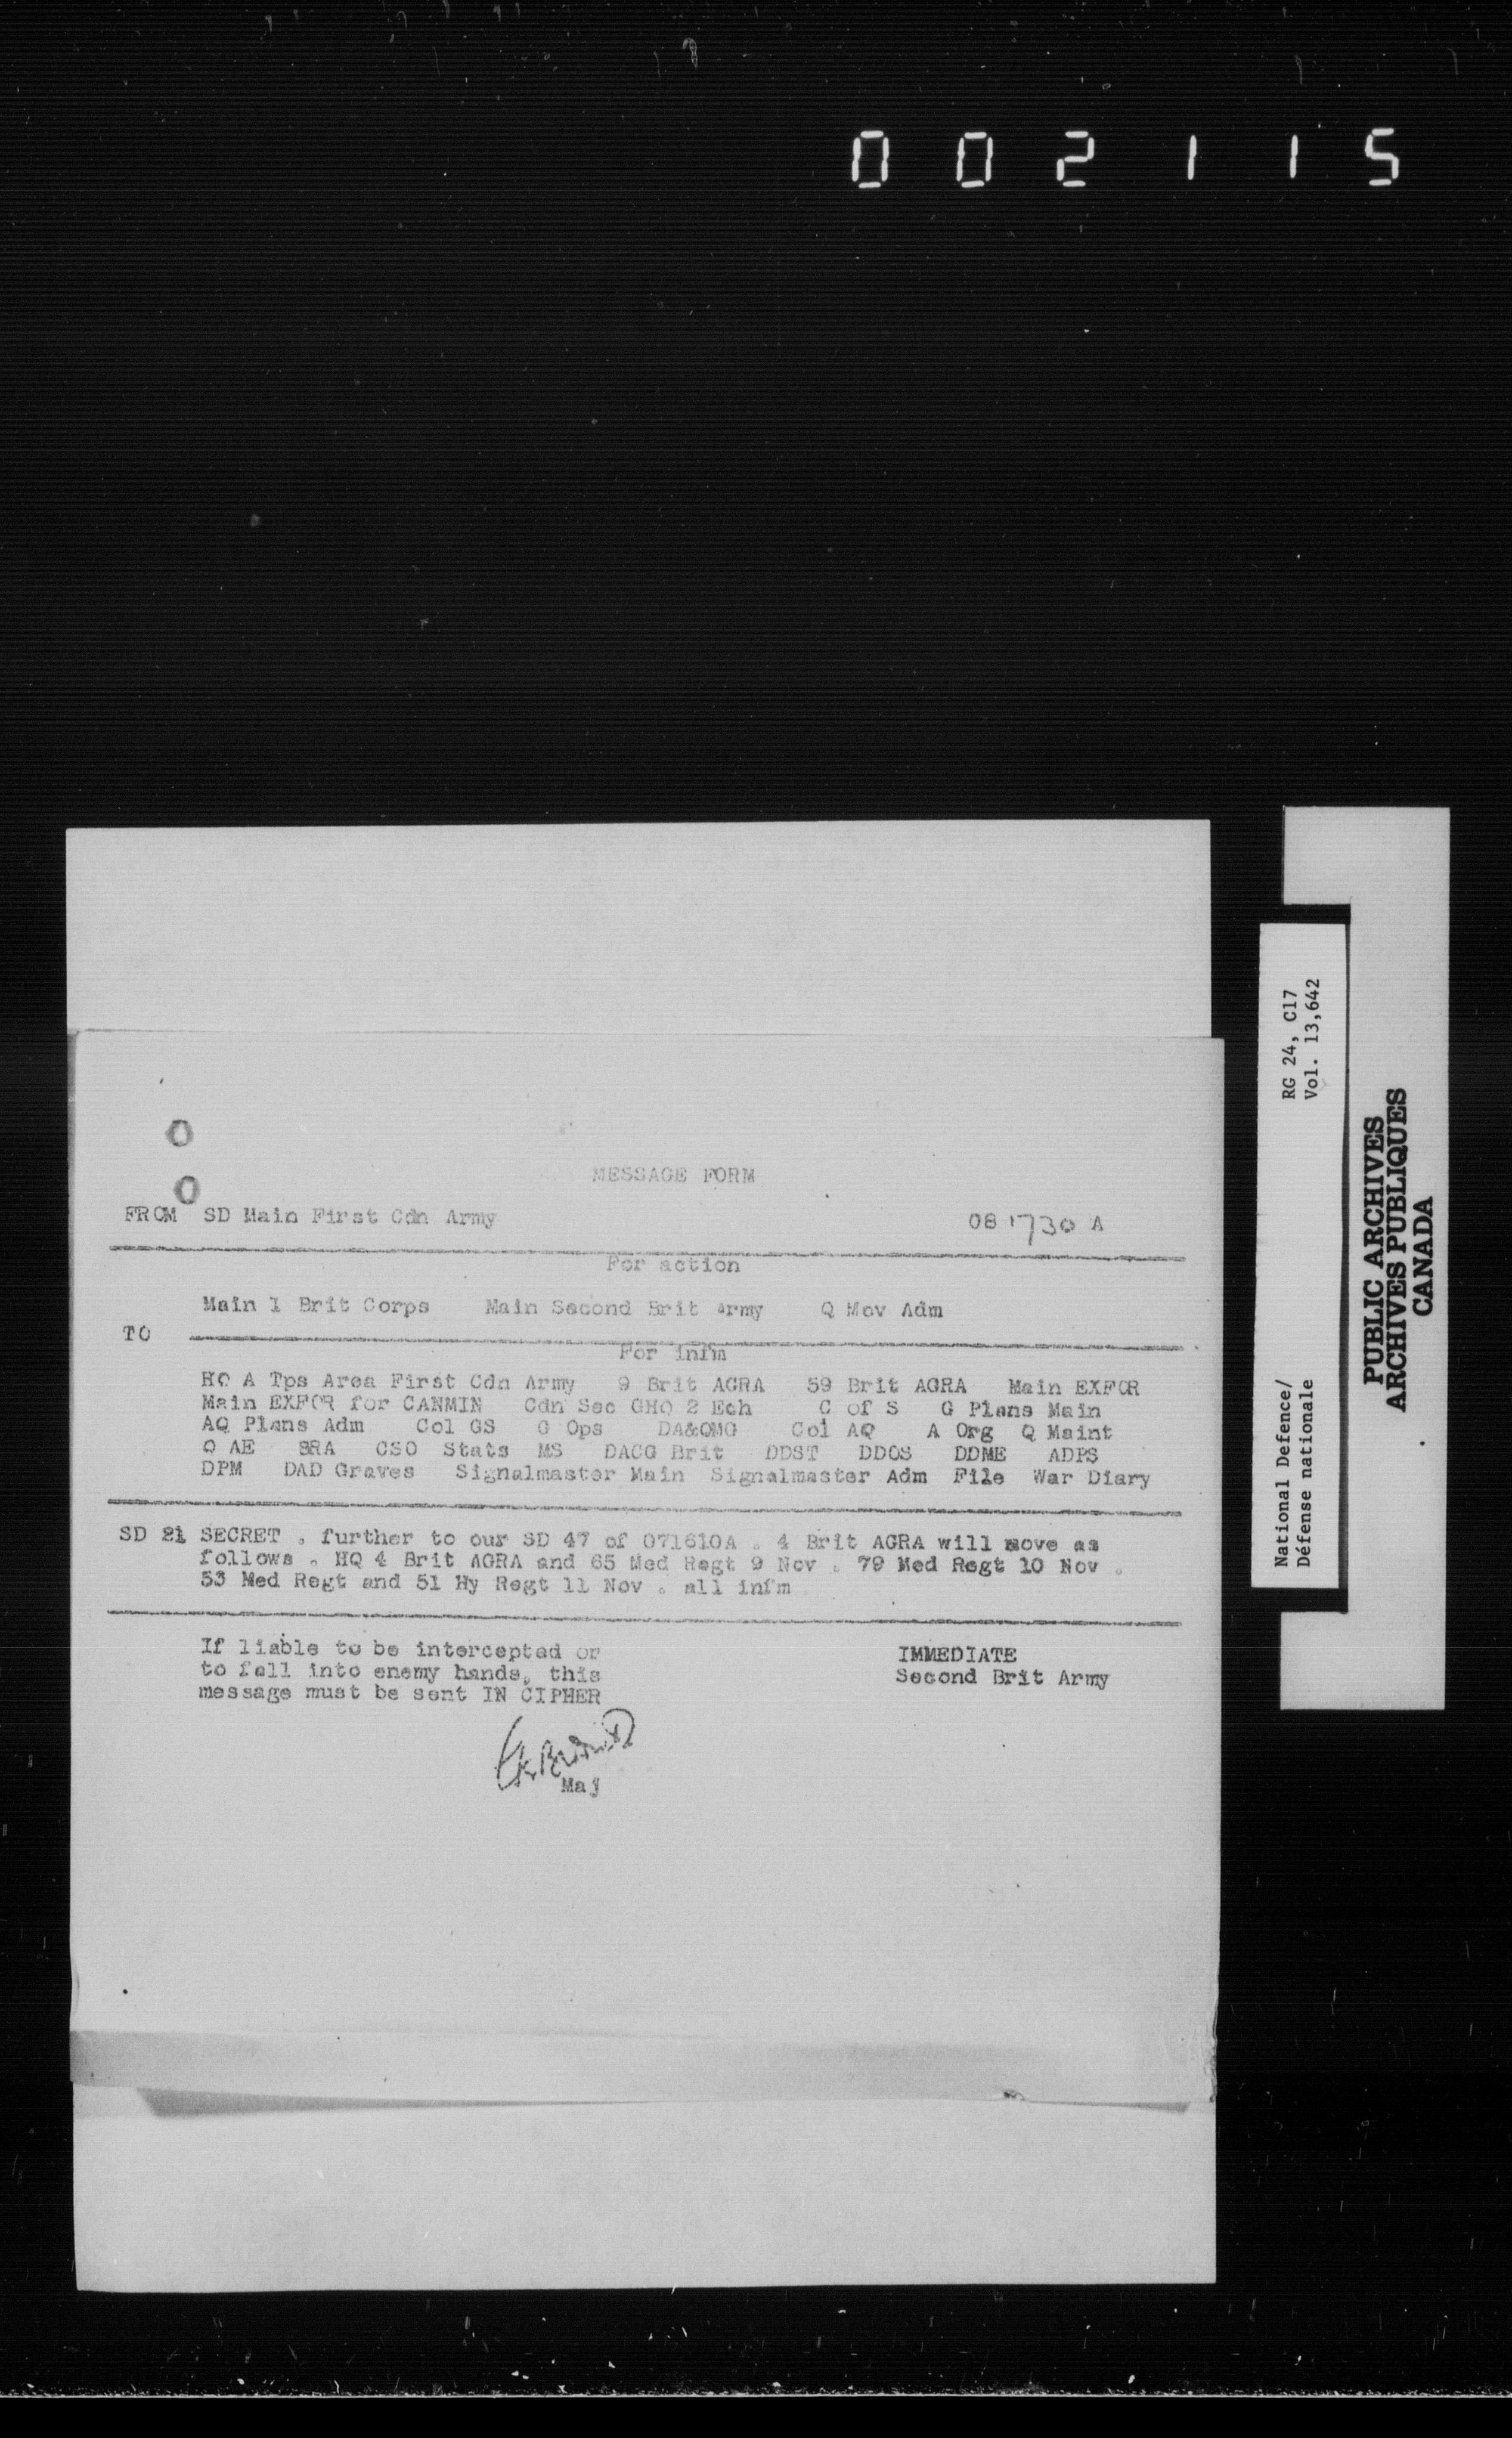 002115
MESSAGE FORM
FROM SD Main First Cdn Army 081730 A
For action
Main 1 Brit Corps Main Second Brit Army Q Mov Adm
TO
For infm
HQ A Tps Area First Cdn Army 9 Brit AGRA 59 Brit AGRA Main EXFOR
Main EXFOR for CANMIN Cdn Sec GHQ 2 Ech C of S G Plans Main
AQ Plans Adm Col GS G Ops DA&QMG Col AQ A Org Q Maint
Q AE BRA CSO Stats MS DACG Brit DDST DDOS DDME ADPS
DPM DAD Graves Signalmaster Main Signalmaster Adm File War Diary
SD 21 SECRET . further to our SD 47 of 071610A . 4 Brit AGRA will move as
follows . HQ 4 Brit AGRA and 65 Med Regt 9 Nov . 79 Med Regt 10 Nov .
53 Med Regt and 51 Hy Regt 11 Nov . all infm
If liable to be intercepted or
to fall into enemy hands, this
message must be sent IN CIPHER
IMMEDIATE
Second Brit Army
Maj
National Defence/
Défense nationale
RG 24, C17
Vol. 13,642
PUBLIC ARCHIVES
ARCHIVES PUBLIQUES
CANADA